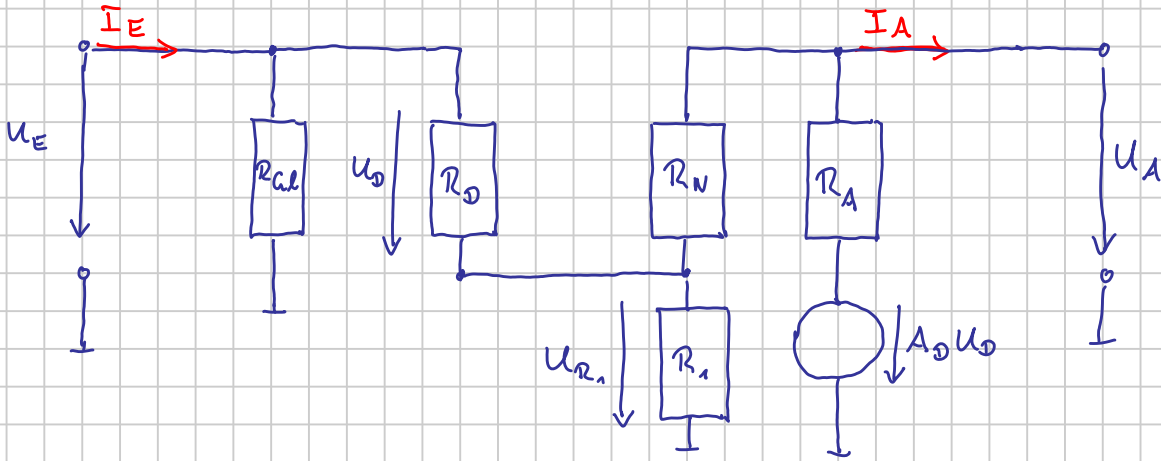 I_E
I_A
U_E
R_Gl
U_D
R_D
R_N
R_A
U_A
U_R1
R_1
A_D U_D